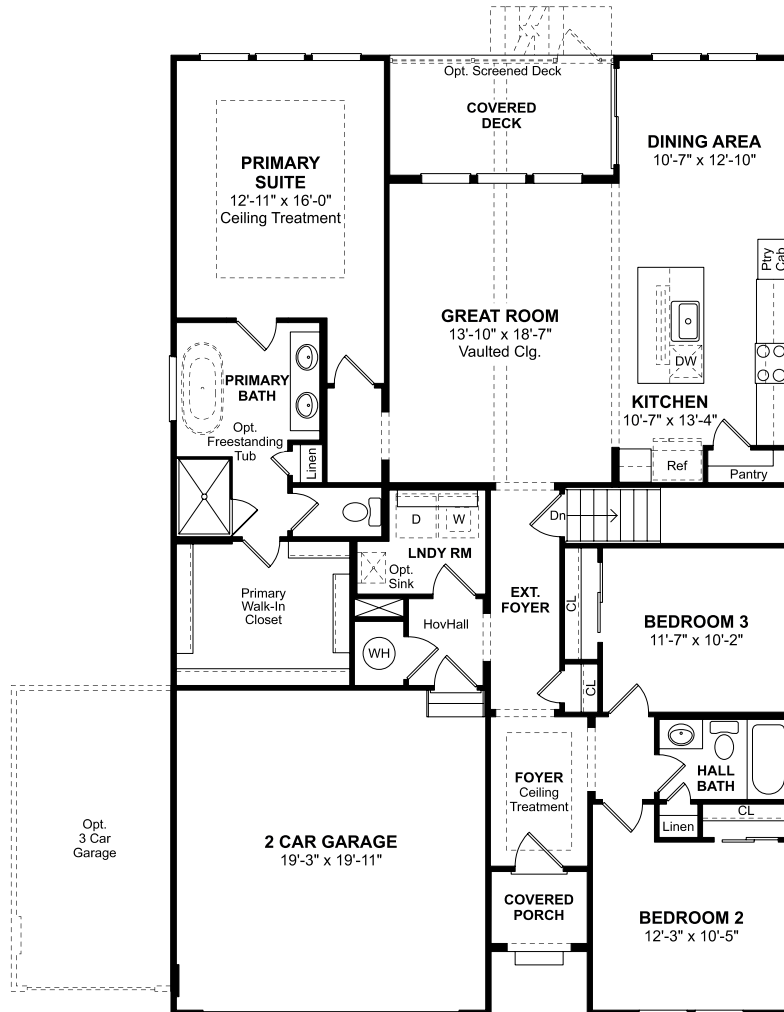 Opt. Screened Deck
COVERED
DECK
PRIMARY
SUITE
12'-11" x 16'-0"
Ceiling Treatment
DINING AREA
10'-7" x 12'-10"
Ptry
Cab
GREAT ROOM
13'-10" x 18'-7"
Vaulted Clg.
DW
KITCHEN
10'-7" x 13'-4"
PRIMARY
BATH
Opt.
Freestanding
Tub
Linen
Ref
Pantry
D
W
Dn
LNDY RM
Opt.
Sink
Primary
Walk-In
Closet
EXT.
FOYER
CL
BEDROOM 3
11'-7" x 10'-2"
HovHall
WH
CL
FOYER
Ceiling
Treatment
HALL
BATH
CL
Linen
Opt.
3 Car
Garage
2 CAR GARAGE
19'-3" x 19'-11"
COVERED
PORCH
BEDROOM 2
12'-3" x 10'-5"